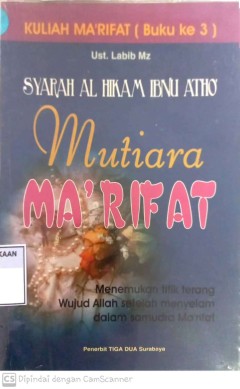 KULIAH MA'RIFAT ( Buku ke 3 )
Ust. Labib Mz
SYARAH AL HIKAM IBNU ATHO'
Mutiara
MA'RIFAT
KAAN
Menemukan titik terang
Wujud Allah setelah menyelam
dalam samudra Ma'rifat
Penerbit TIGA DUA Surabaya
CS Dipindai dengan CamScanner